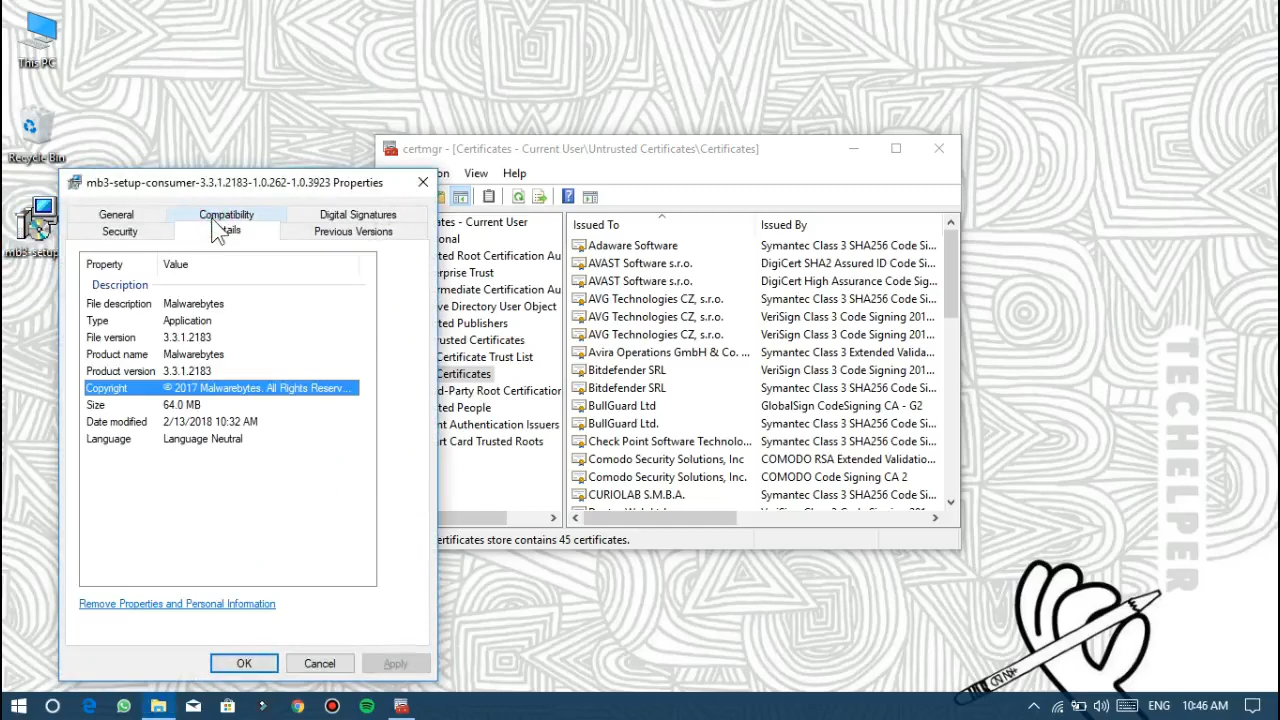 This PC
Recycle Bin
mb3-setup...
certmgr - [Certificates - Current User\Untrusted Certificates\Certificates]
on View Help
mb3-setup-consumer-3.3.1.2183-1.0.262-1.0.3923 Properties
General Compatibility Digital Signatures
Security tails Previous Versions
Property Value
Description
File description Malwarebytes
Type Application
File version 3.3.1.2183
Product name Malwarebytes
Product version 3.3.1.2183
Copyright © 2017 Malwarebytes. All Rights Reserv...
Size 64.0 MB
Date modified 2/13/2018 10:32 AM
Language Language Neutral
Remove Properties and Personal Information
OK Cancel Apply
ates - Current User
onal
ted Root Certification Au
erprise Trust
rmediate Certification Au
ve Directory User Object
ted Publishers
trusted Certificates
Certificate Trust List
Certificates
d-Party Root Certification
ted People
nt Authentication Issuers
rt Card Trusted Roots
Issued To Issued By
Adaware Software Symantec Class 3 SHA256 Code Si...
AVAST Software s.r.o. DigiCert SHA2 Assured ID Code Si...
AVAST Software s.r.o. DigiCert High Assurance Code Sig...
AVG Technologies CZ, s.r.o. Symantec Class 3 SHA256 Code Si...
AVG Technologies CZ, s.r.o. VeriSign Class 3 Code Signing 201...
AVG Technologies CZ, s.r.o. VeriSign Class 3 Code Signing 201...
Avira Operations GmbH & Co. ... Symantec Class 3 Extended Valida...
Bitdefender SRL VeriSign Class 3 Code Signing 201...
Bitdefender SRL Symantec Class 3 SHA256 Code Si...
BullGuard Ltd GlobalSign CodeSigning CA - G2
BullGuard Ltd. Symantec Class 3 SHA256 Code Si...
Check Point Software Technolo... Symantec Class 3 SHA256 Code Si...
Comodo Security Solutions, Inc COMODO RSA Extended Validatio...
Comodo Security Solutions, Inc. COMODO Code Signing CA 2
CURIOLAB S.M.B.A. Symantec Class 3 SHA256 Code Si...
ertificates store contains 45 certificates.
TECHELPER
ENG 10:46 AM